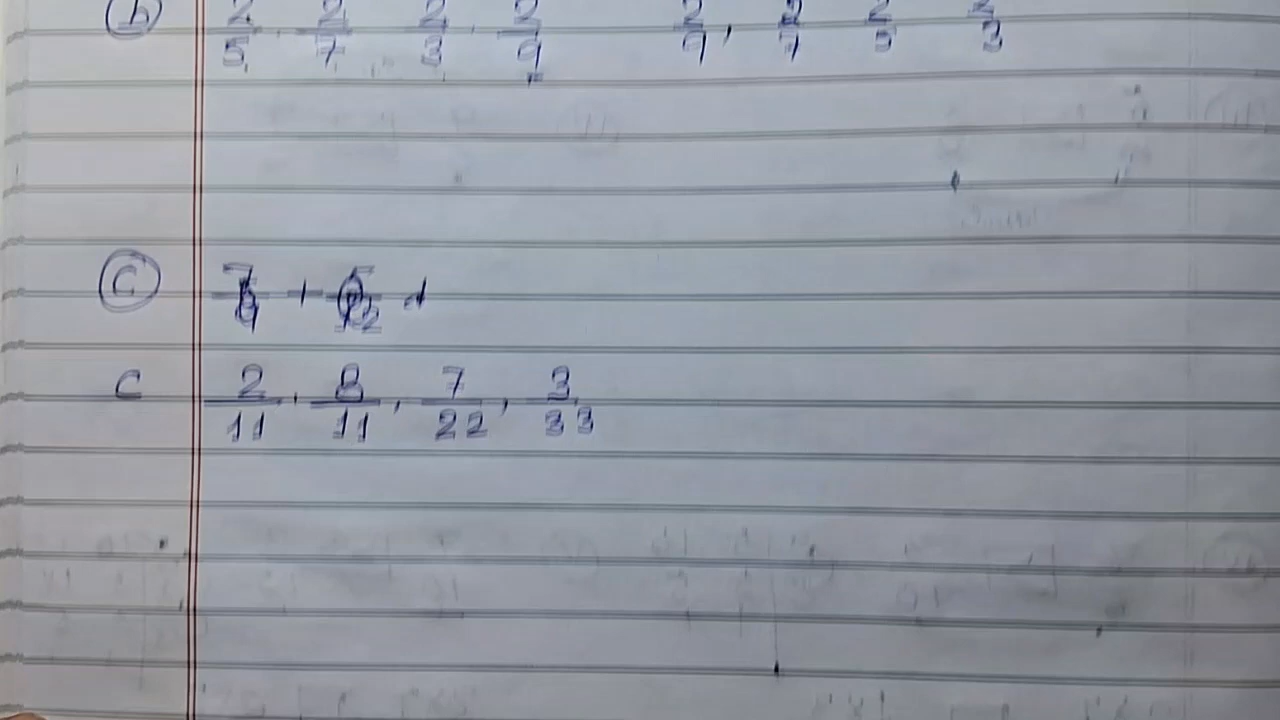 (b) 2/5, 2/7, 2/3, 2/9 2/9, 2/7 2/5 2/3
(C)
C 2/11, 8/11, 7/22, 3/33